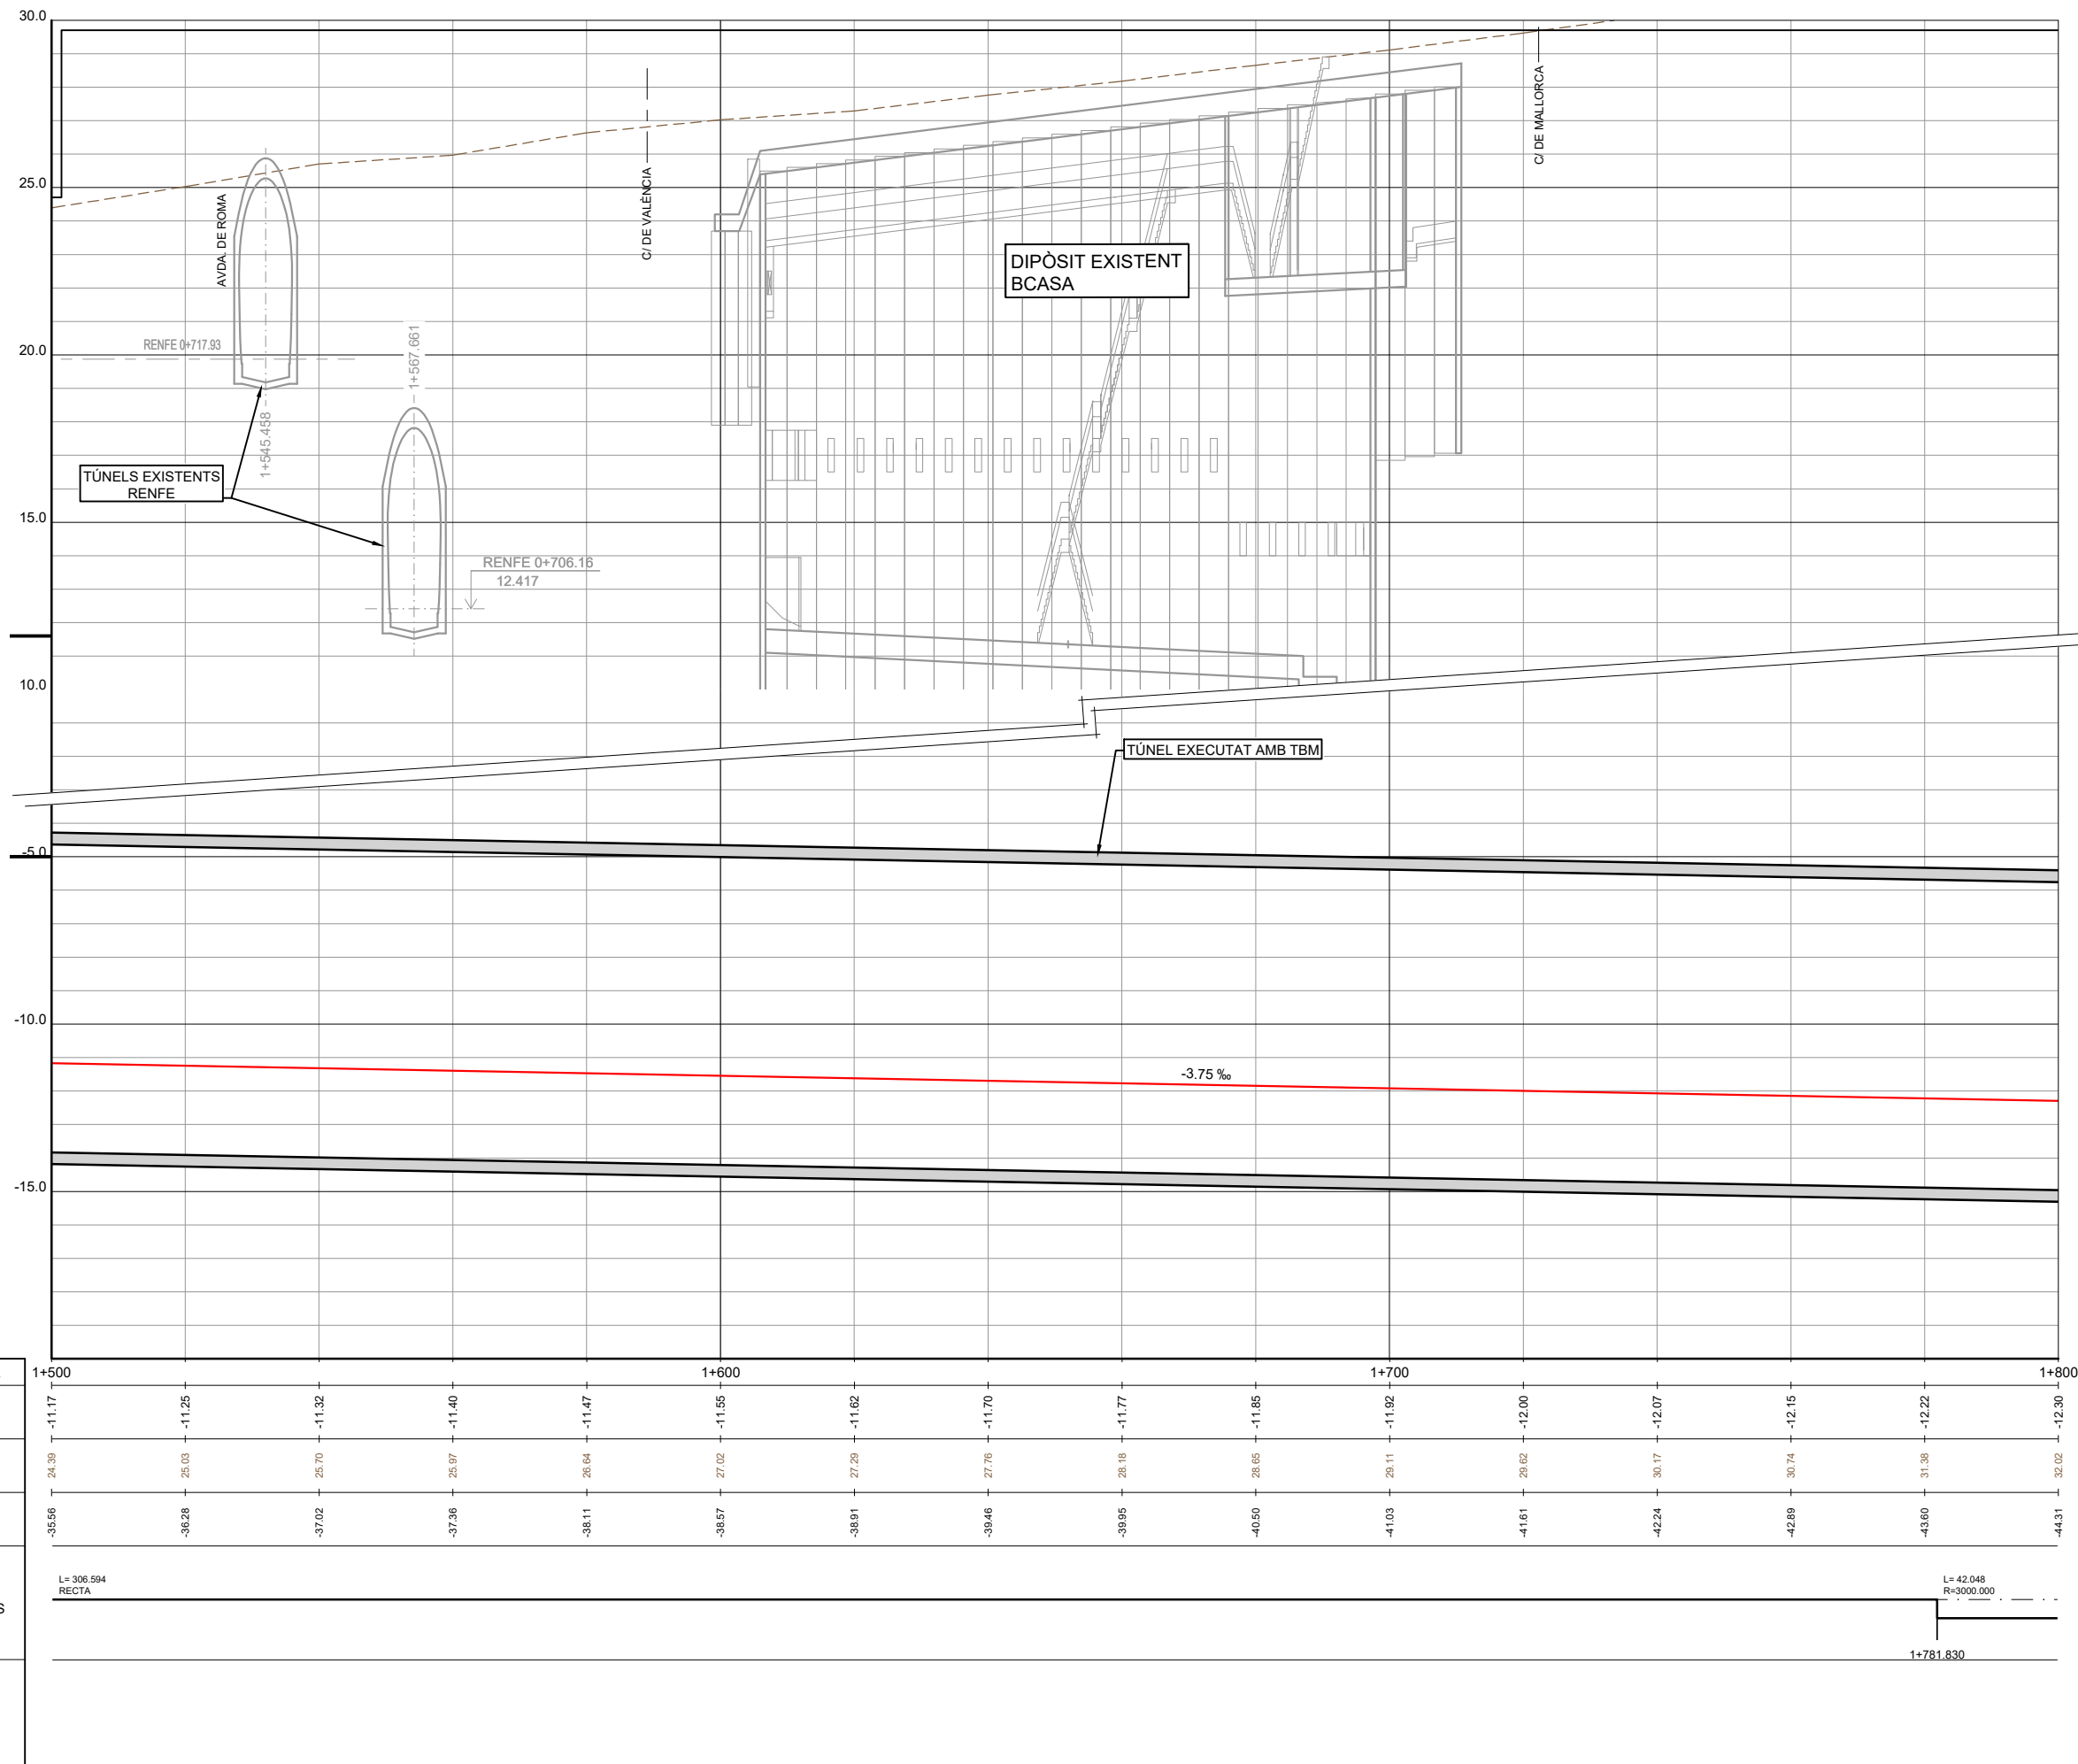 30.0
25.0
20.0
15.0
10.0
-5.0
-10.0
-15.0
AVDA. DE ROMA
C/ DE VALÈNCIA
C/ DE MALLORCA
DIPÒSIT EXISTENT
BCASA
RENFE 0+717.93
1+567.661
1+545.458
TÚNELS EXISTENTS
RENFE
RENFE 0+706.16
12.417
TÚNEL EXECUTAT AMB TBM
-3.75 ‰
1+500 1+600 1+700 1+800
-11.17 -11.25 -11.32 -11.40 -11.47 -11.55 -11.62 -11.70 -11.77 -11.85 -11.92 -12.00 -12.07 -12.15 -12.22 -12.30
24.39 25.03 25.70 25.97 26.64 27.02 27.29 27.76 28.18 28.65 29.11 29.62 30.17 30.74 31.38 32.02
-35.56 -36.28 -37.02 -37.36 -38.11 -38.57 -38.91 -39.46 -39.95 -40.50 -41.03 -41.61 -42.24 -42.89 -43.60 -44.31
L= 306.594
RECTA
L= 42.048
R=3000.000
S
1+781.830